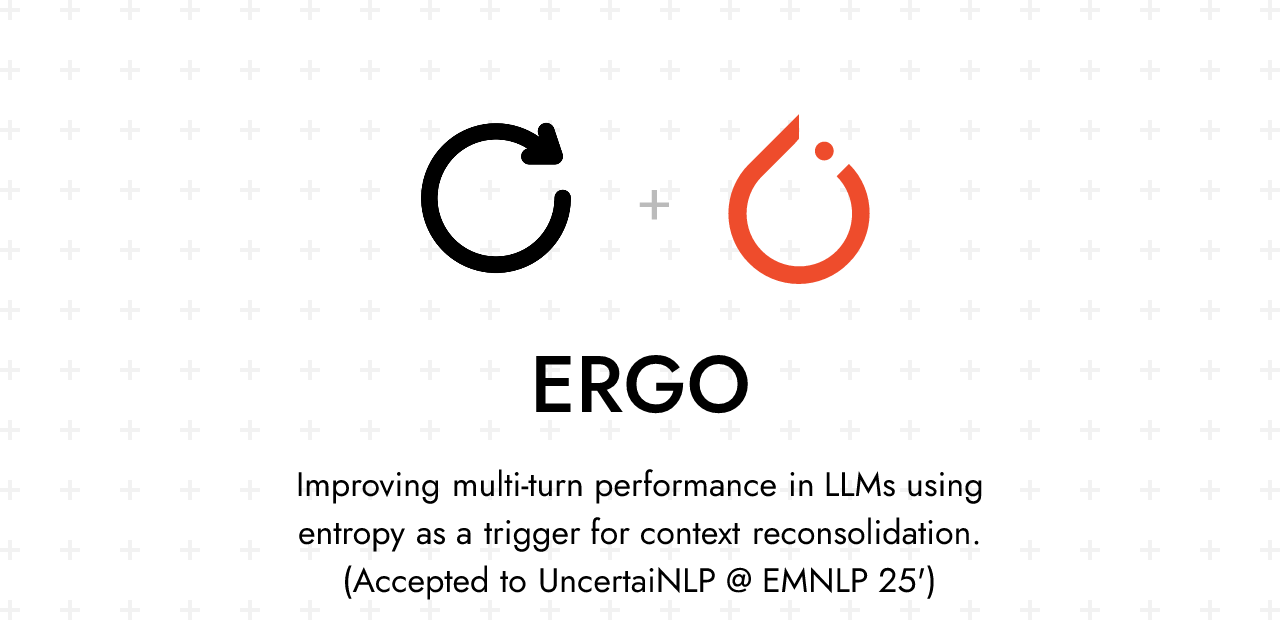 ERGO
Improving multi-turn performance in LLMs using
entropy as a trigger for context reconsolidation.
(Accepted to UncertaiNLP @ EMNLP 25')